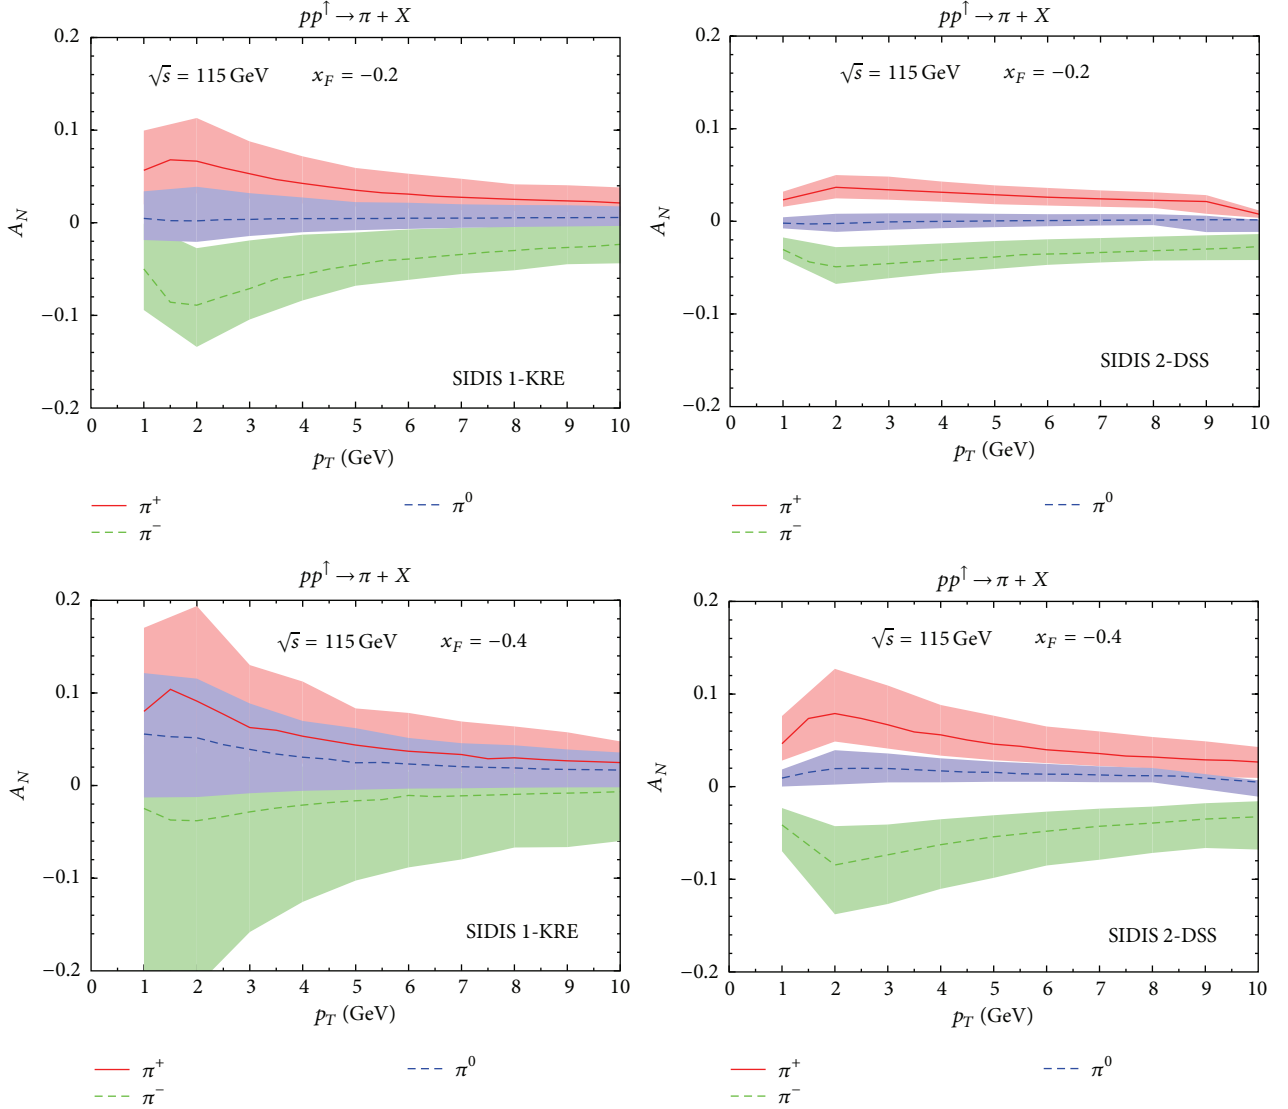 pp↑ → π + X
0.2
0.1
0
−0.1
−0.2
A_N
√s = 115 GeV x_F = −0.2
SIDIS 1-KRE
0 1 2 3 4 5 6 7 8 9 10
p_T (GeV)
π⁺ π⁰
π⁻
pp↑ → π + X
0.2
0.1
0
−0.1
−0.2
A_N
√s = 115 GeV x_F = −0.2
SIDIS 2-DSS
0 1 2 3 4 5 6 7 8 9 10
p_T (GeV)
π⁺ π⁰
π⁻
pp↑ → π + X
0.2
0.1
0
−0.1
−0.2
A_N
√s = 115 GeV x_F = −0.4
SIDIS 1-KRE
0 1 2 3 4 5 6 7 8 9 10
p_T (GeV)
π⁺ π⁰
π⁻
pp↑ → π + X
0.2
0.1
0
−0.1
−0.2
A_N
√s = 115 GeV x_F = −0.4
SIDIS 2-DSS
0 1 2 3 4 5 6 7 8 9 10
p_T (GeV)
π⁺ π⁰
π⁻